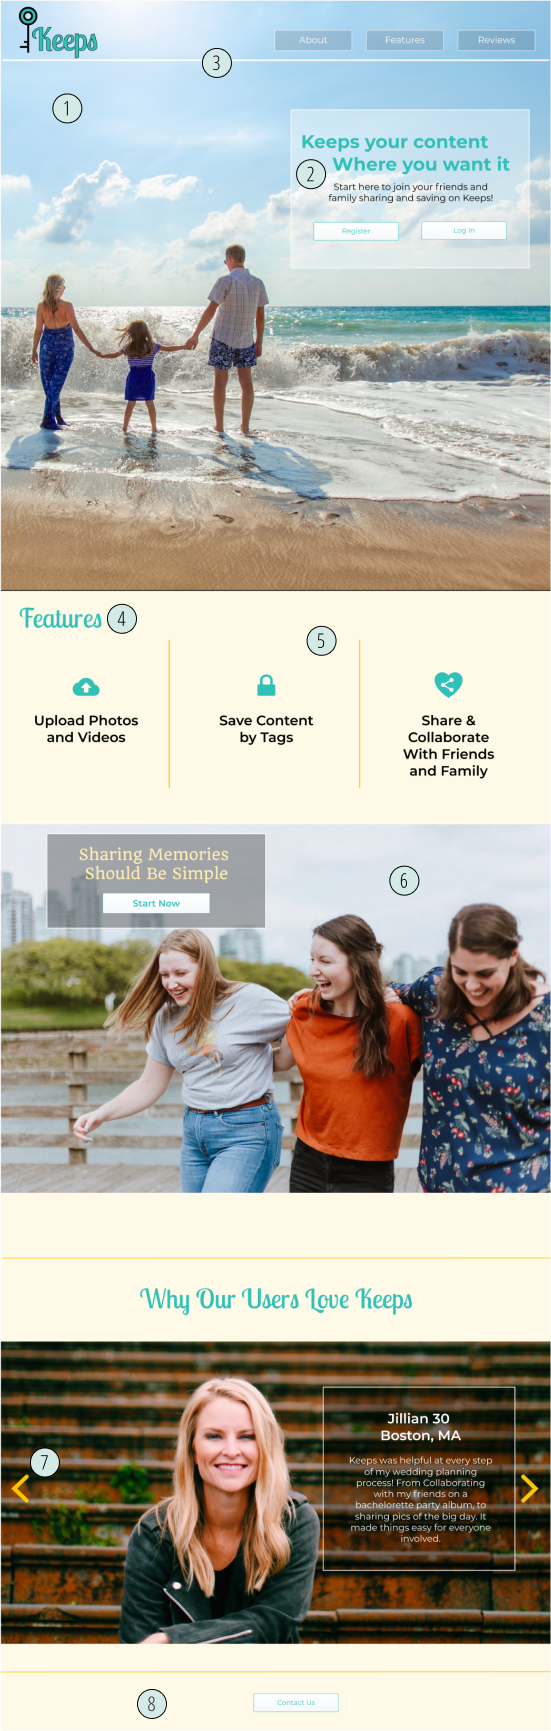 Keeps
About
Features
Reviews
3
1
Keeps your content
Where you want it
2
Start here to join your friends and
family sharing and saving on Keeps!
Register
Log In
Features
4
5
Upload Photos
and Videos
Save Content
by Tags
Share &
Collaborate
With Friends
and Family
Sharing Memories
Should Be Simple
Start Now
6
Why Our Users Love Keeps
Jillian 30
Boston, MA
7
Keeps was helpful at every step
of my wedding planning
process! From Collaborating
with my friends on a
bachelorette party album, to
sharing pics of the big day. It
made things easy for everyone
involved.
8
Contact Us